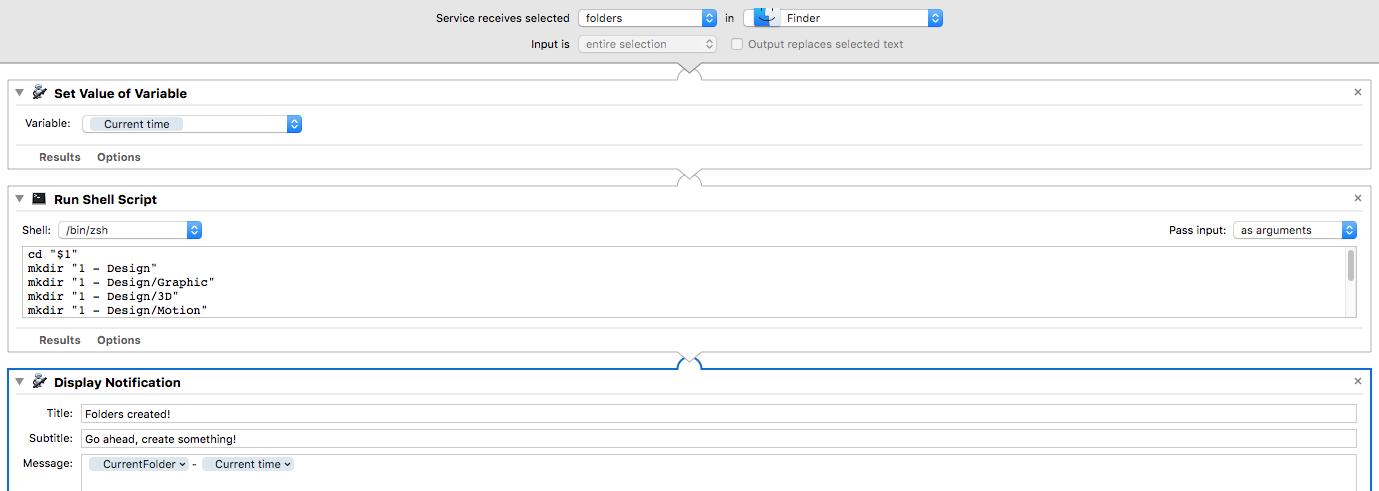 Service receives selected folders in Finder
Input is entire selection Output replaces selected text
Set Value of Variable
Variable: Current time
Results Options
Run Shell Script
Shell: /bin/zsh Pass input: as arguments
cd "$1"
mkdir "1 - Design"
mkdir "1 - Design/Graphic"
mkdir "1 - Design/3D"
mkdir "1 - Design/Motion"
Results Options
Display Notification
Title: Folders created!
Subtitle: Go ahead, create something!
Message: CurrentFolder - Current time